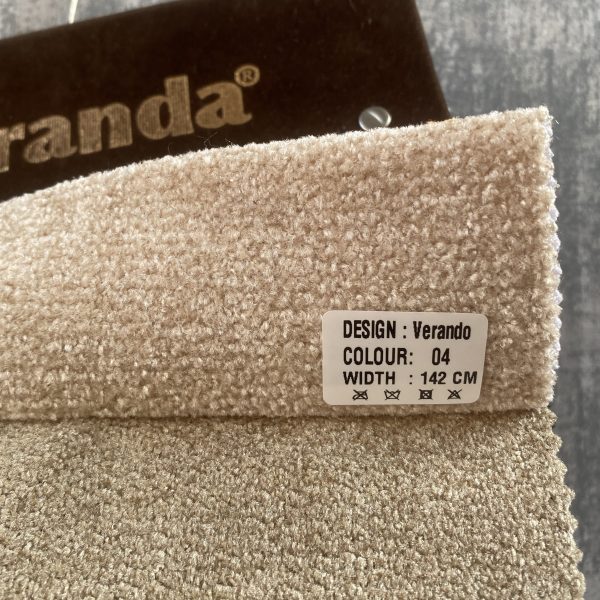 randa®
DESIGN : Verando
COLOUR: 04
WIDTH : 142 CM